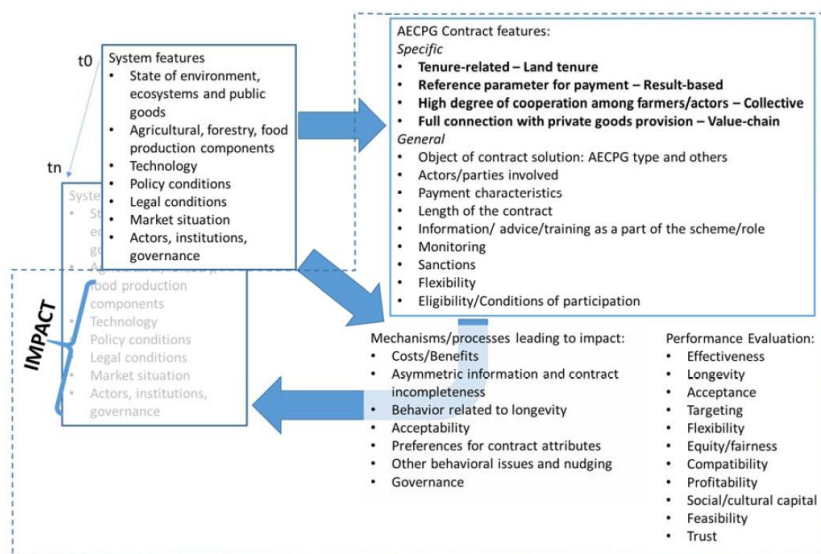 t0
System features
• State of environment,
ecosystems and public
goods
• Agricultural, forestry, food
production components
• Technology
• Policy conditions
• Legal conditions
• Market situation
• Actors, institutions,
governance
tn
Syste
• St
ec
go
• Agricultural, forestry,
food production
components
• Technology
• Policy conditions
• Legal conditions
• Market situation
• Actors, institutions,
governance
IMPACT
AECPG Contract features:
Specific
• Tenure-related – Land tenure
• Reference parameter for payment – Result-based
• High degree of cooperation among farmers/actors – Collective
• Full connection with private goods provision – Value-chain
General
• Object of contract solution: AECPG type and others
• Actors/parties involved
• Payment characteristics
• Length of the contract
• Information/ advice/training as a part of the scheme/role
• Monitoring
• Sanctions
• Flexibility
• Eligibility/Conditions of participation
Mechanisms/processes leading to impact:
• Costs/Benefits
• Asymmetric information and contract
incompleteness
• Behavior related to longevity
• Acceptability
• Preferences for contract attributes
• Other behavioral issues and nudging
• Governance
Performance Evaluation:
• Effectiveness
• Longevity
• Acceptance
• Targeting
• Flexibility
• Equity/fairness
• Compatibility
• Profitability
• Social/cultural capital
• Feasibility
• Trust